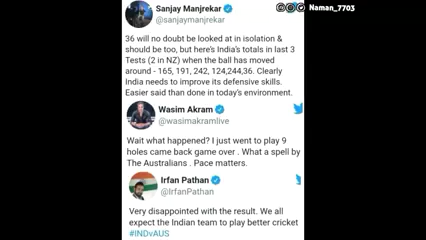 Naman_7703
Sanjay Manjrekar
@sanjaymanjrekar
36 will no doubt be looked at in isolation &
should be too, but here's India's totals in last 3
Tests (2 in NZ) when the ball has moved
around - 165, 191, 242, 124,244,36. Clearly
India needs to improve its defensive skills.
Easier said than done in today's environment.
Wasim Akram
@wasimakramlive
Wait what happened? I just went to play 9
holes came back game over . What a spell by
The Australians . Pace matters.
Irfan Pathan
@IrfanPathan
Very disappointed with the result. We all
expect the Indian team to play better cricket
#INDvAUS